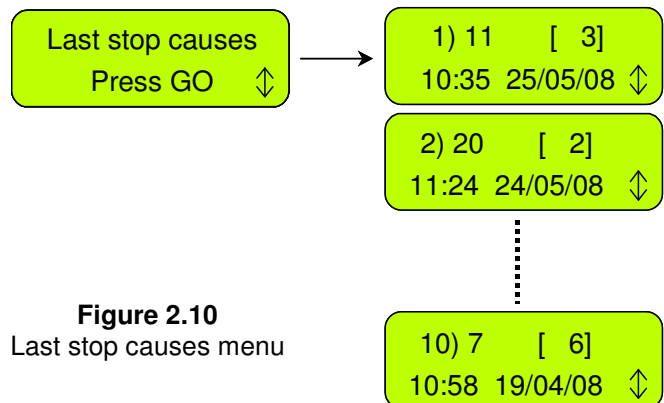 Last stop causes
Press GO ↕
1) 11 [ 3]
10:35 25/05/08 ↕
2) 20 [ 2]
11:24 24/05/08 ↕
10) 7 [ 6]
10:58 19/04/08 ↕
Figure 2.10
Last stop causes menu